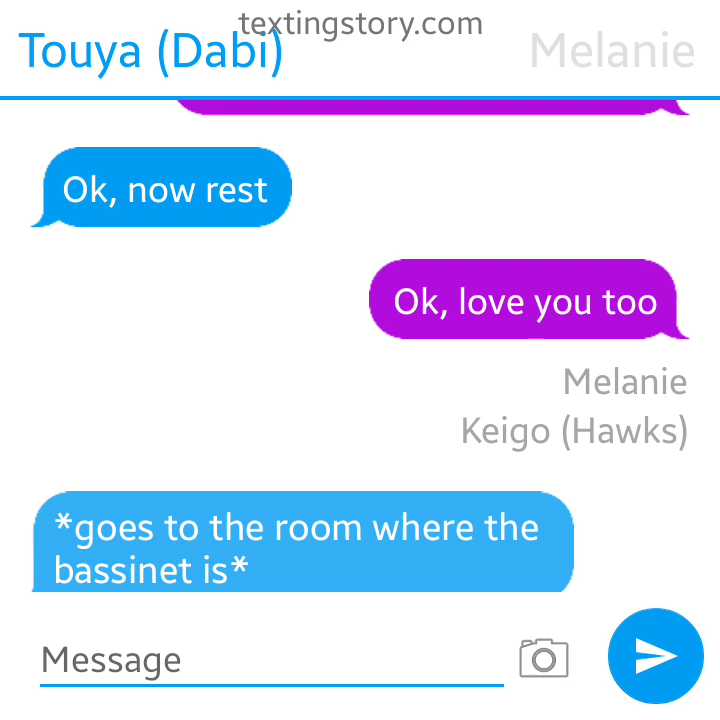 textingstory.com
Touya (Dabi)
Melanie
Ok, now rest
Ok, love you too
Melanie
Keigo (Hawks)
*goes to the room where the
bassinet is*
Message